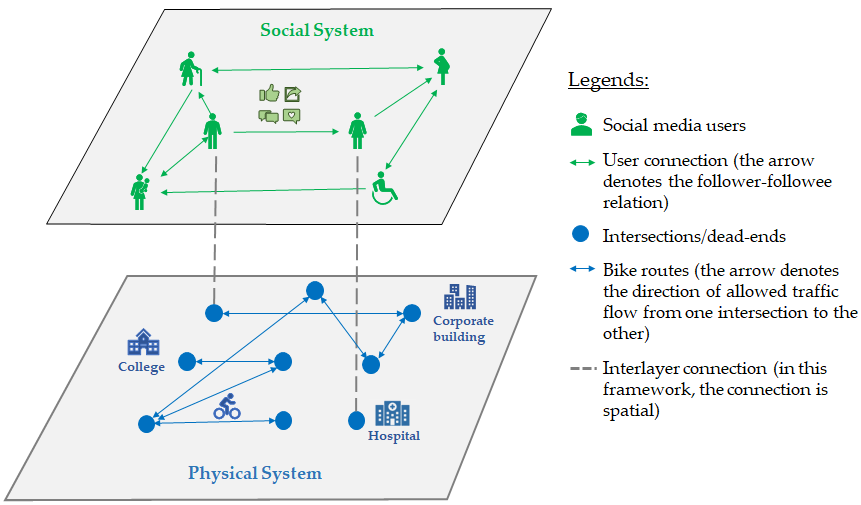 Social System
Legends:
Social media users
User connection (the arrow
denotes the follower-followee
relation)
Intersections/dead-ends
Bike routes (the arrow denotes
the direction of allowed traffic
flow from one intersection to the
other)
Interlayer connection (in this
framework, the connection is
spatial)
Corporate
building
College
Hospital
Physical System